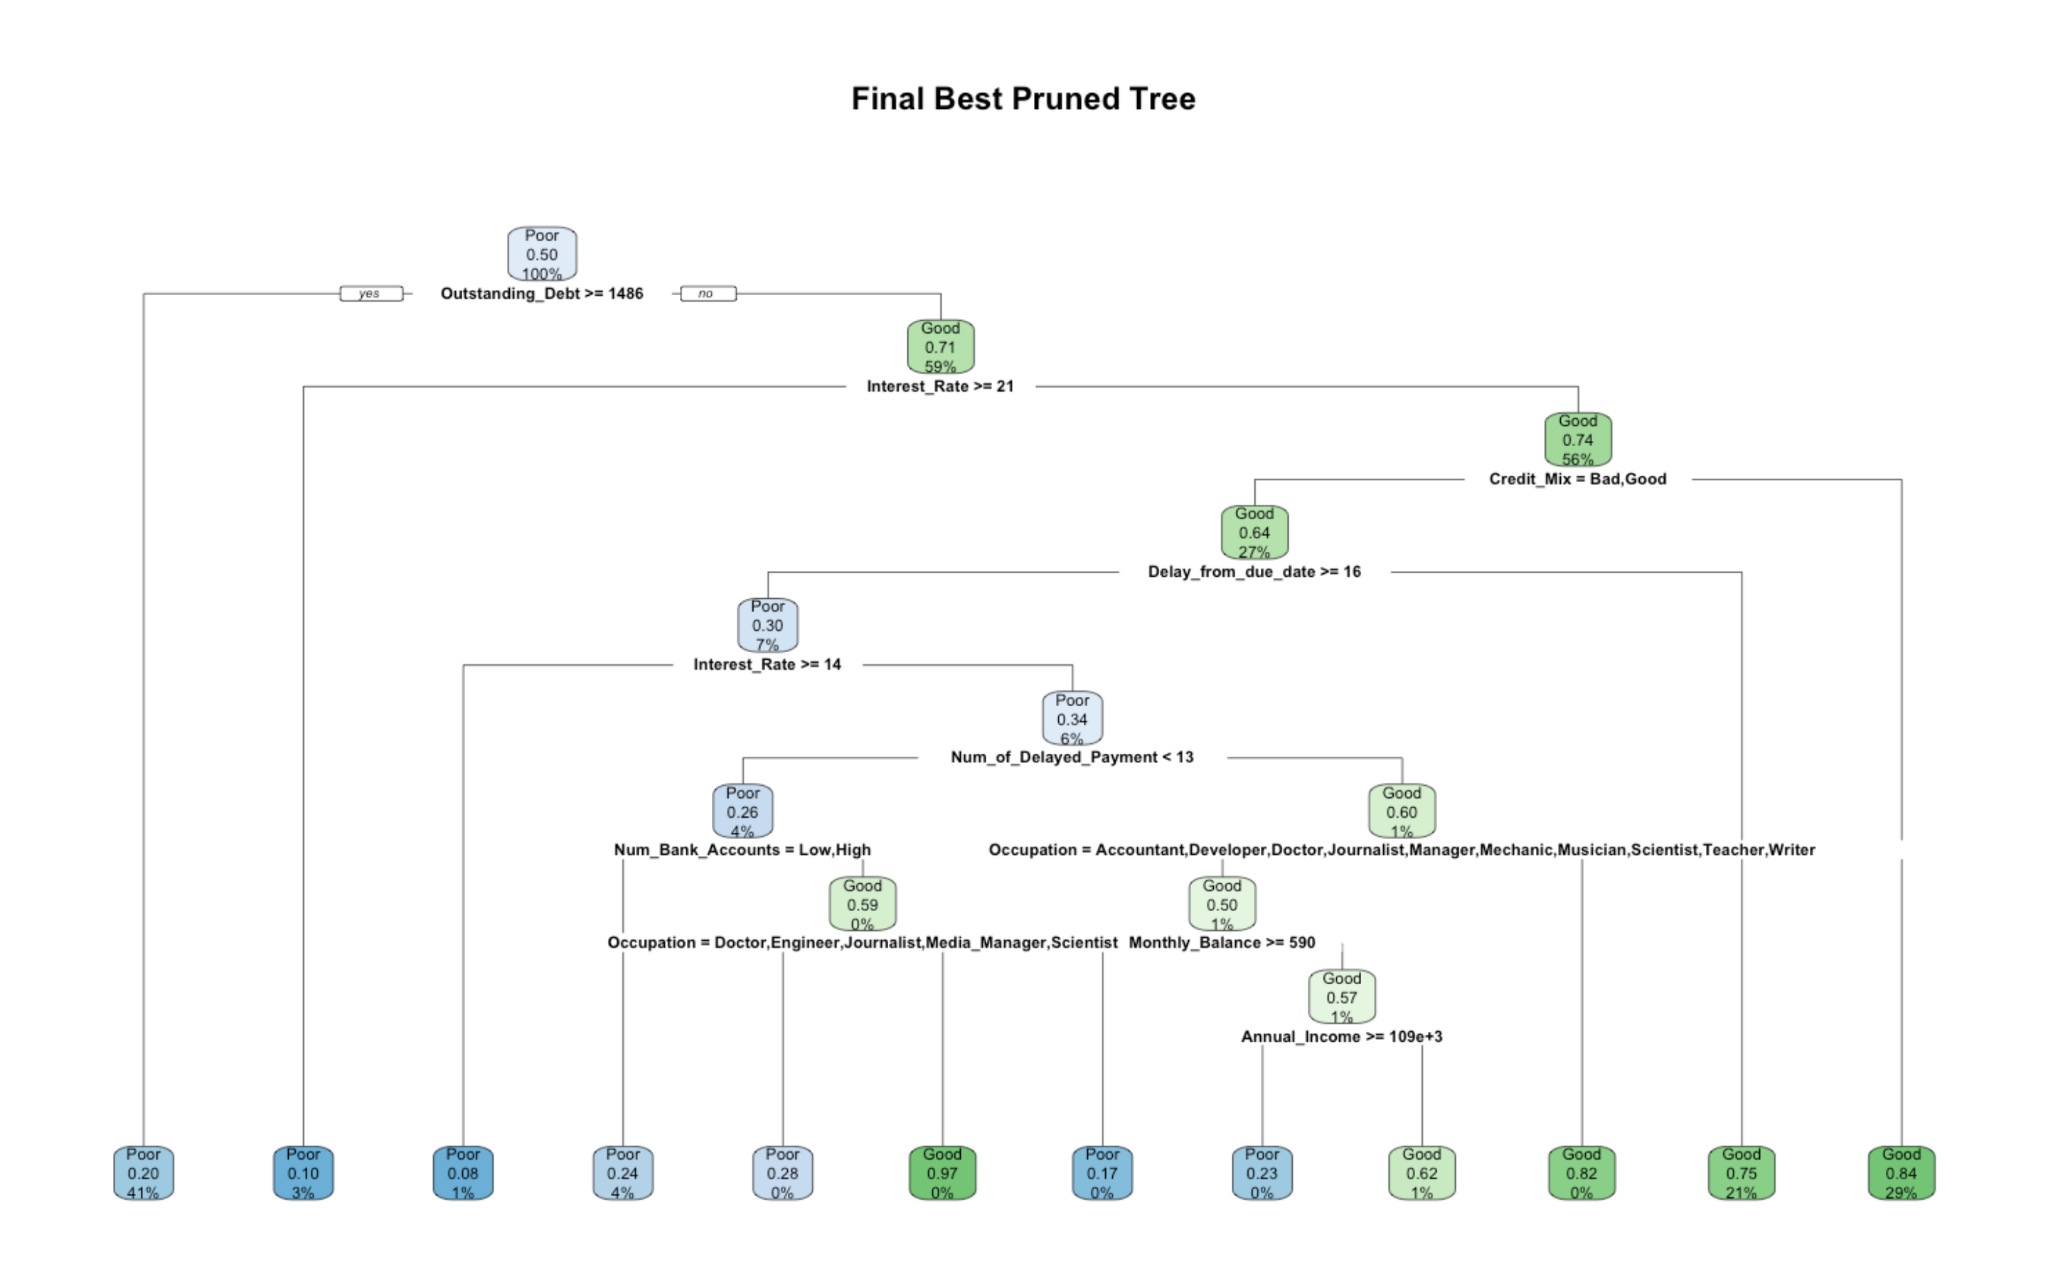 Final Best Pruned Tree
Poor
0.50
100%
yes
Outstanding_Debt >= 1486
no
Good
0.71
59%
Interest_Rate >= 21
Good
0.74
56%
Credit_Mix = Bad,Good
Good
0.64
27%
Delay_from_due_date >= 16
Poor
0.30
7%
Interest_Rate >= 14
Poor
0.34
6%
Num_of_Delayed_Payment < 13
Poor
0.26
4%
Good
0.60
1%
Num_Bank_Accounts = Low,High
Occupation = Accountant,Developer,Doctor,Journalist,Manager,Mechanic,Musician,Scientist,Teacher,Writer
Good
0.59
0%
Good
0.50
1%
Occupation = Doctor,Engineer,Journalist,Media_Manager,Scientist
Monthly_Balance >= 590
Good
0.57
1%
Annual_Income >= 109e+3
Poor
0.20
41%
Poor
0.10
3%
Poor
0.08
1%
Poor
0.24
4%
Poor
0.28
0%
Good
0.97
0%
Poor
0.17
0%
Poor
0.23
0%
Good
0.62
1%
Good
0.82
0%
Good
0.75
21%
Good
0.84
29%